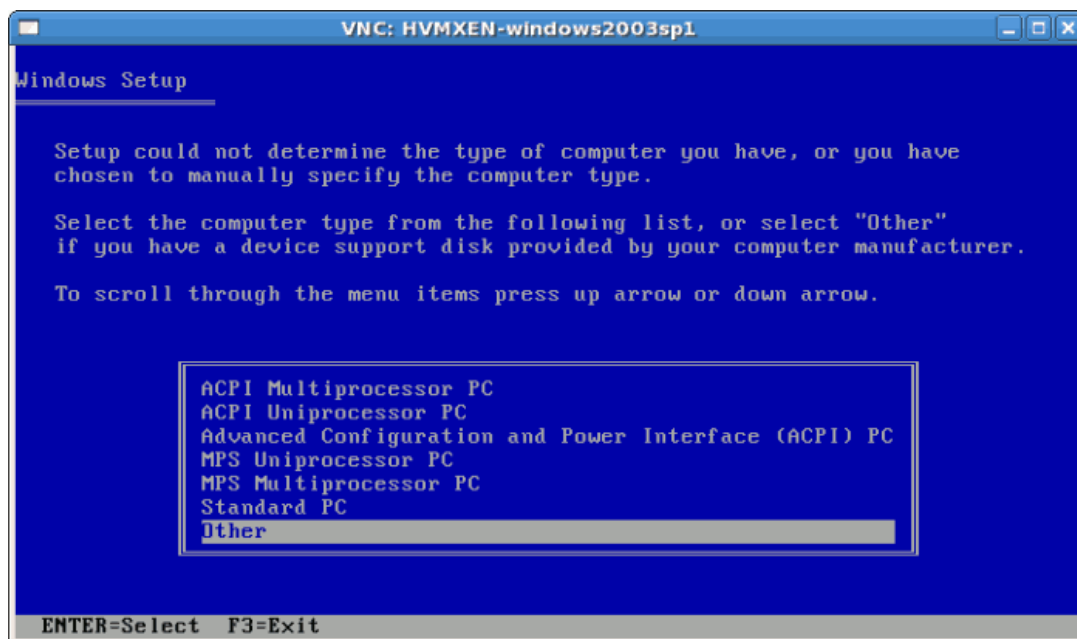 VNC: HVMXEN-windows2003sp1
Windows Setup
Setup could not determine the type of computer you have, or you have
chosen to manually specify the computer type.
Select the computer type from the following list, or select "Other"
if you have a device support disk provided by your computer manufacturer.
To scroll through the menu items press up arrow or down arrow.
ACPI Multiprocessor PC
ACPI Uniprocessor PC
Advanced Configuration and Power Interface (ACPI) PC
MPS Uniprocessor PC
MPS Multiprocessor PC
Standard PC
Other
ENTER=Select F3=Exit